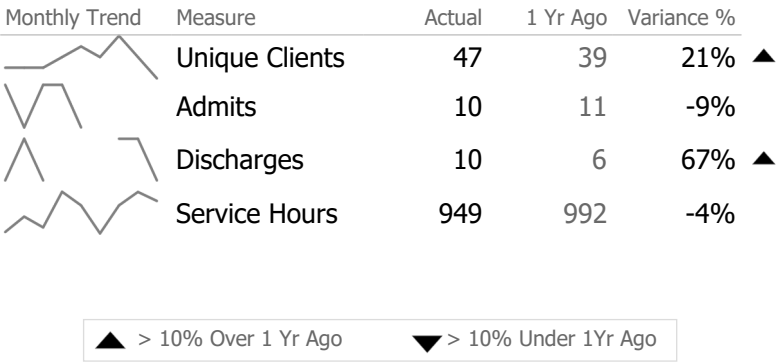 Monthly Trend Measure Actual 1 Yr Ago Variance %
Unique Clients 47 39 21%
Admits 10 11 -9%
Discharges 10 6 67%
Service Hours 949 992 -4%
> 10% Over 1 Yr Ago > 10% Under 1Yr Ago